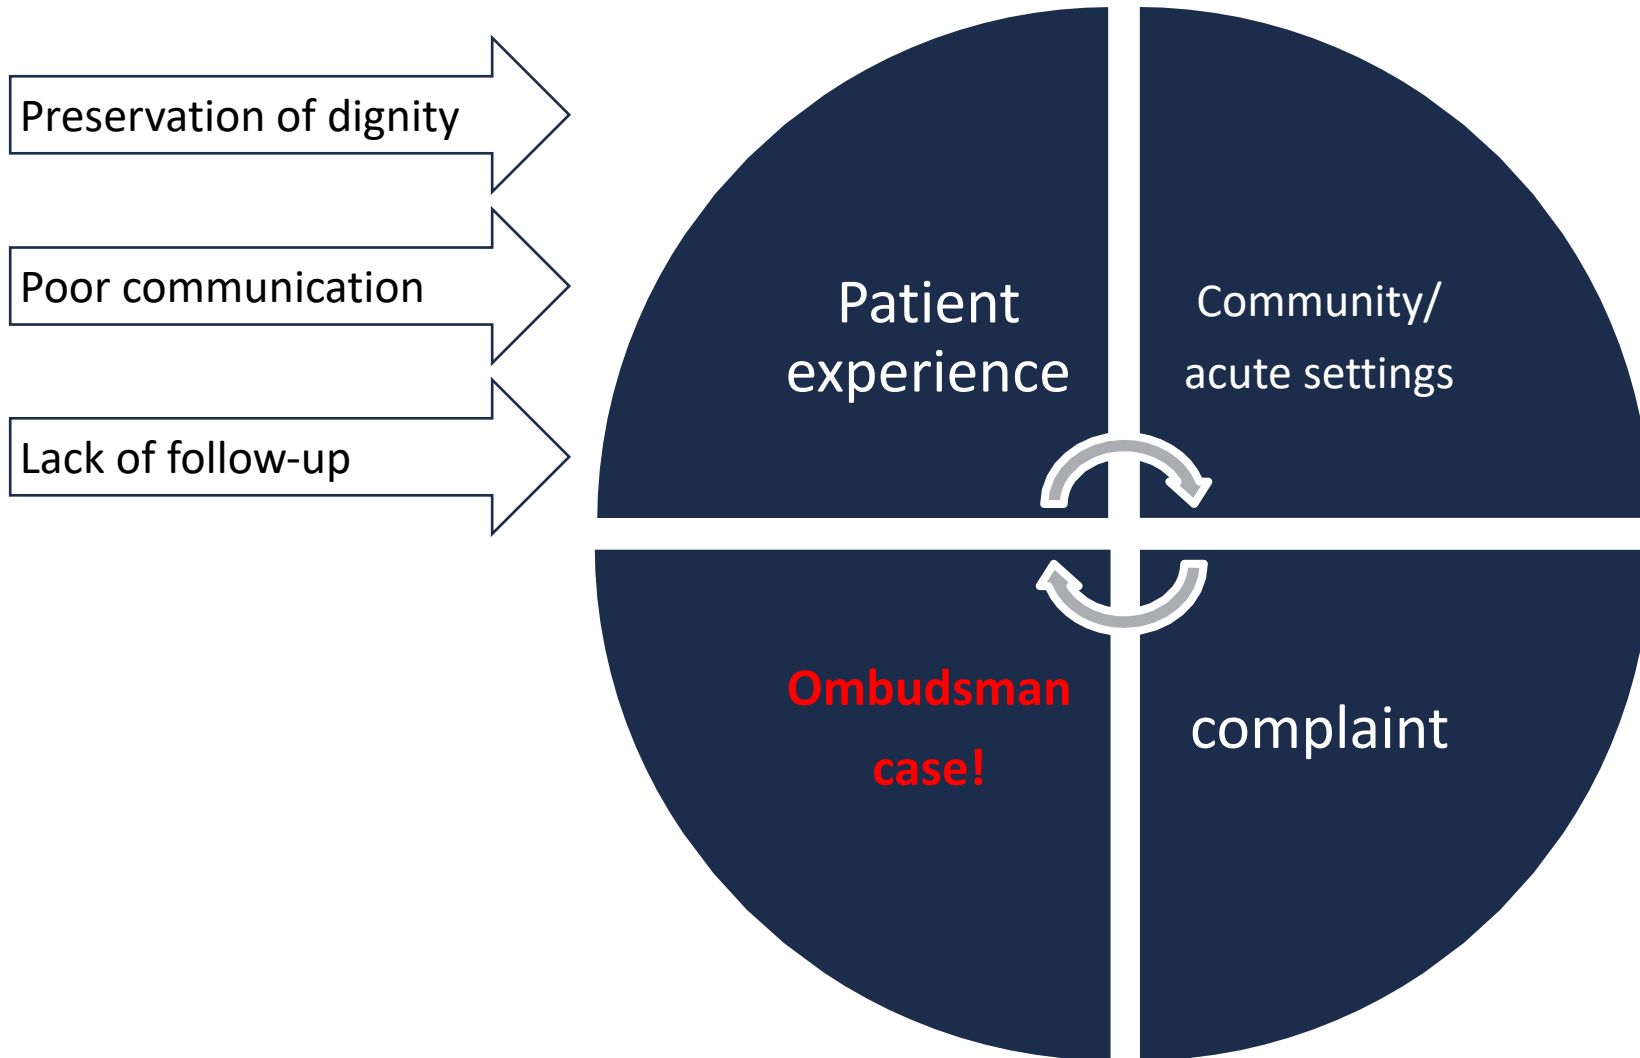 Preservation of dignity
Poor communication
Lack of follow-up
Patient
experience
Community/
acute settings
Ombudsman
case!
complaint